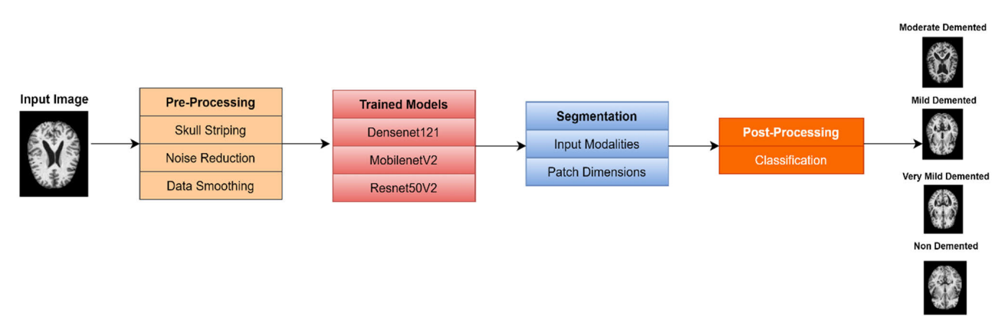 Input Image
Pre-Processing
Skull Striping
Noise Reduction
Data Smoothing
Trained Models
Densenet121
MobilenetV2
Resnet50V2
Segmentation
Input Modalities
Patch Dimensions
Post-Processing
Classification
Moderate Demented
Mild Demented
Very Mild Demented
Non Demented